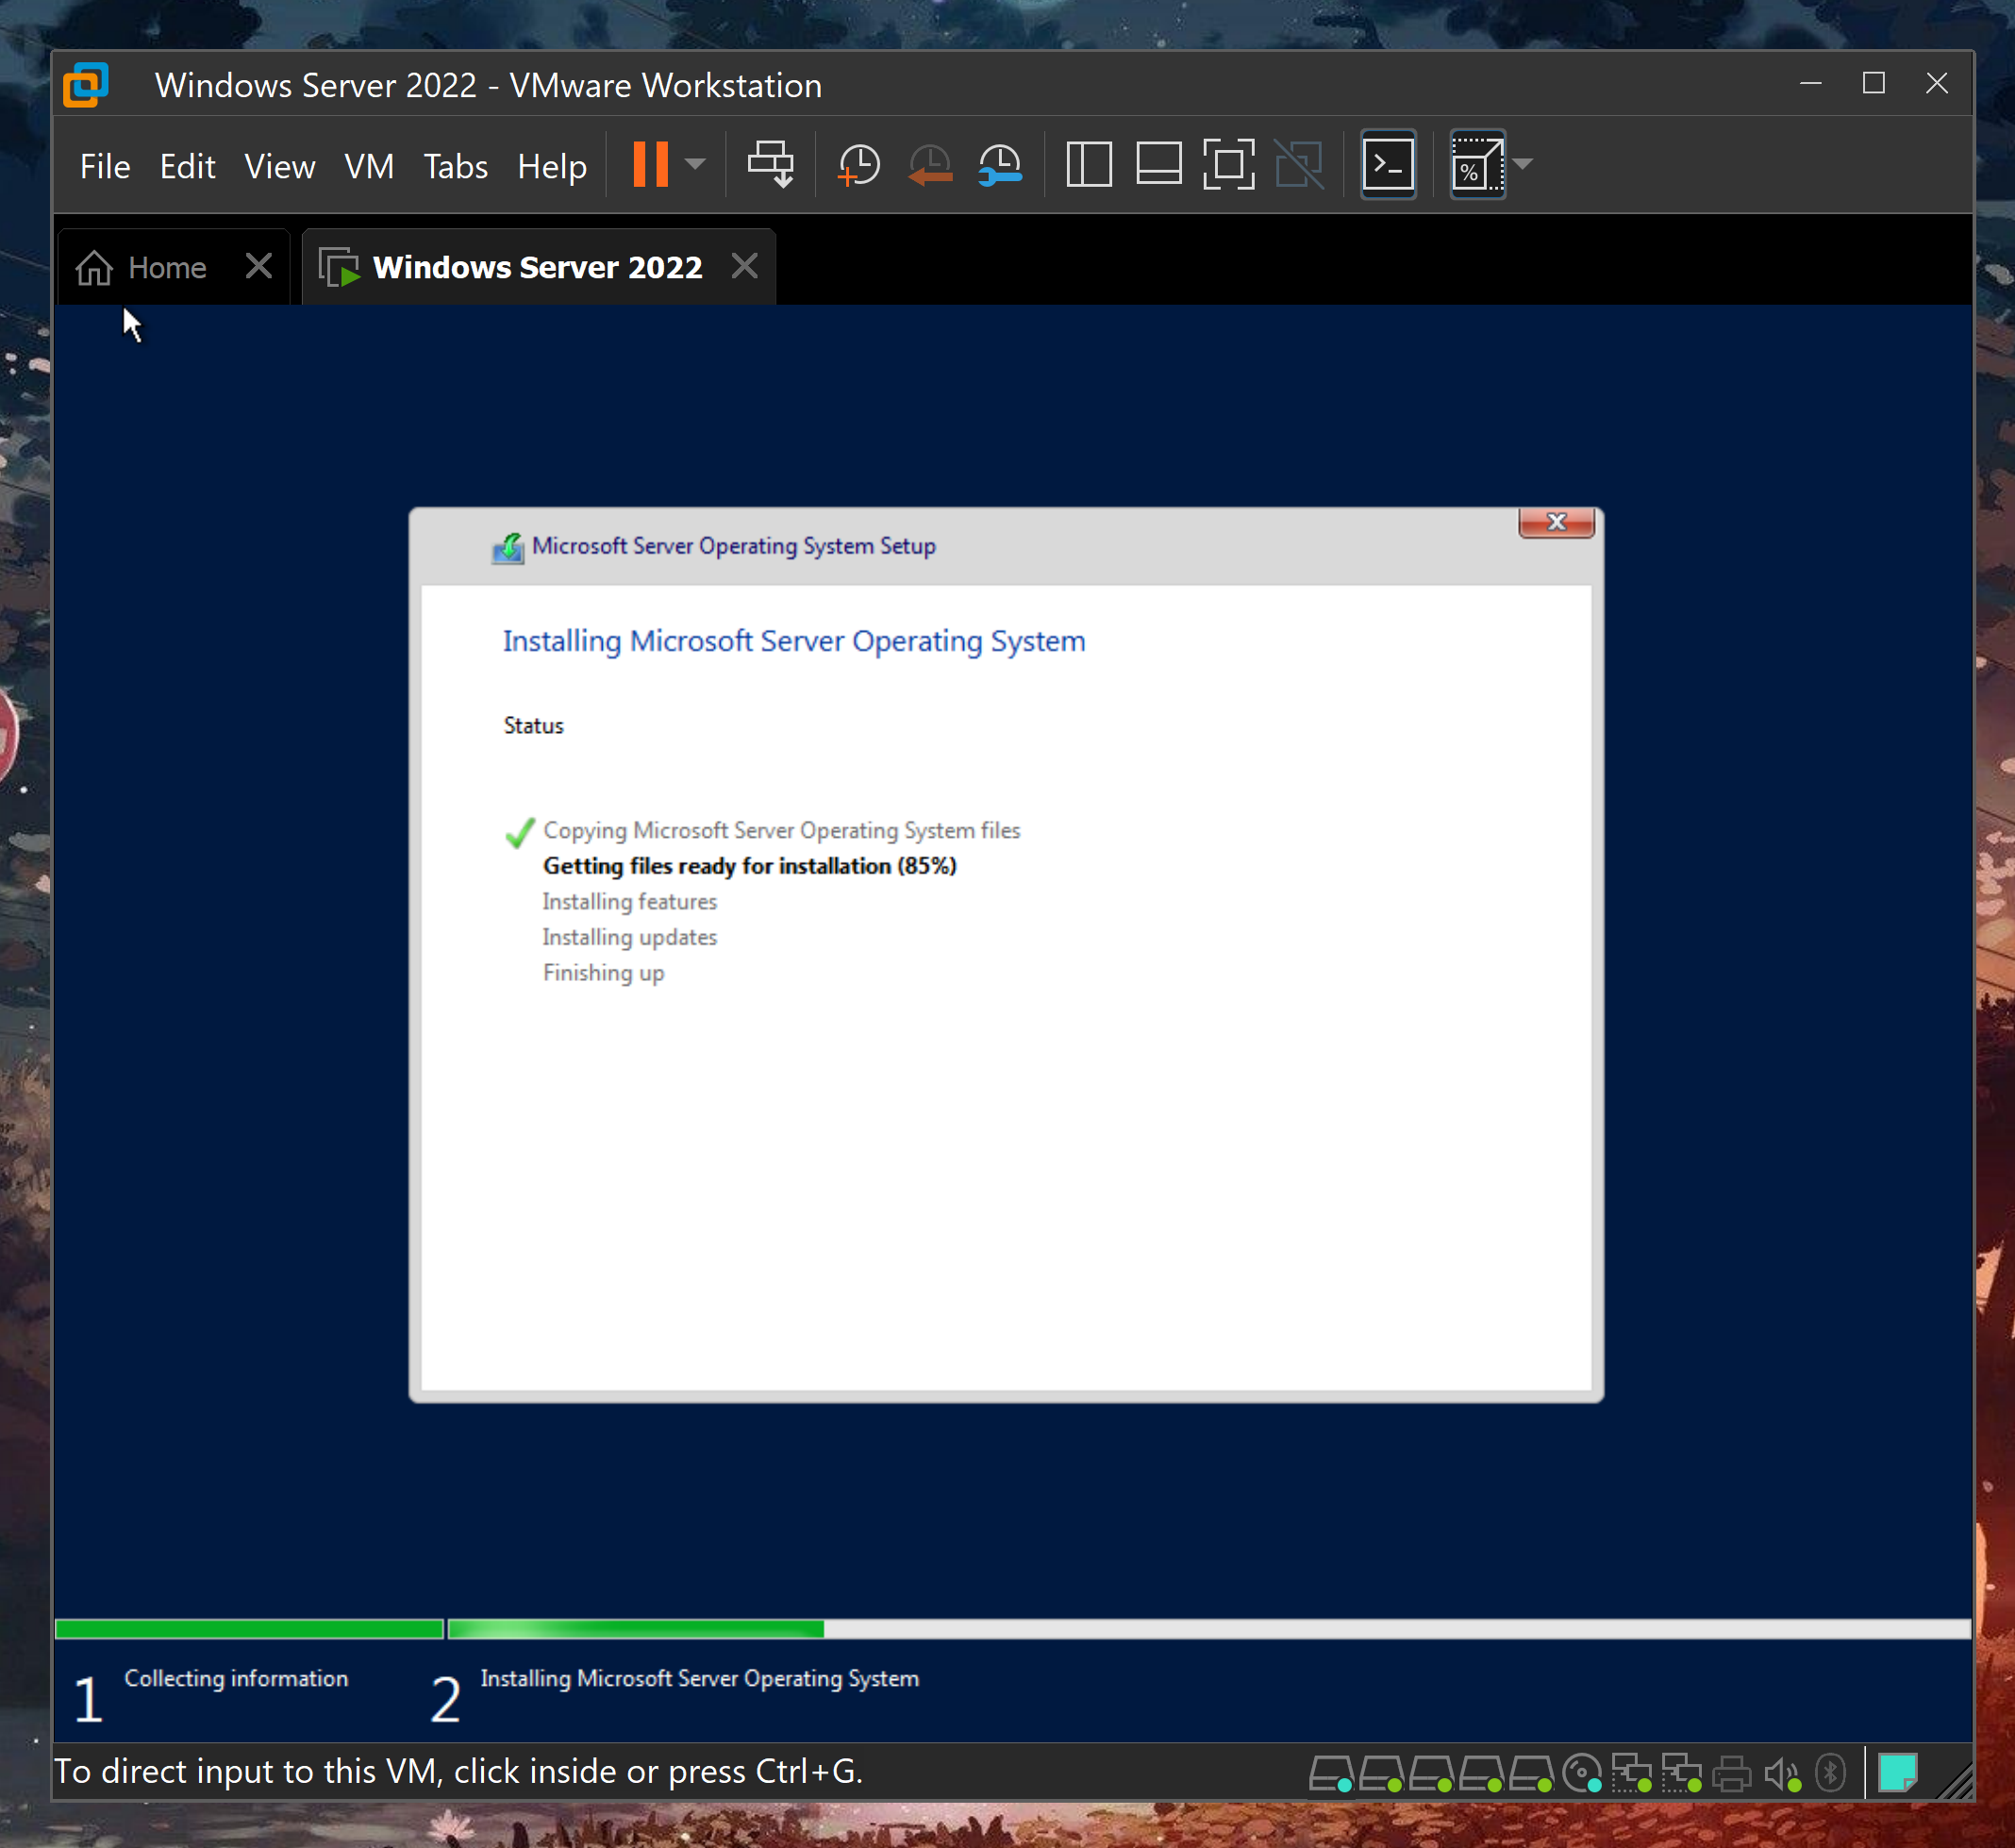 Windows Server 2022 - VMware Workstation
File Edit View VM Tabs Help
Home
Windows Server 2022
Microsoft Server Operating System Setup
Installing Microsoft Server Operating System
Status
Copying Microsoft Server Operating System files
Getting files ready for installation (85%)
Installing features
Installing updates
Finishing up
1 Collecting information
2 Installing Microsoft Server Operating System
To direct input to this VM, click inside or press Ctrl+G.